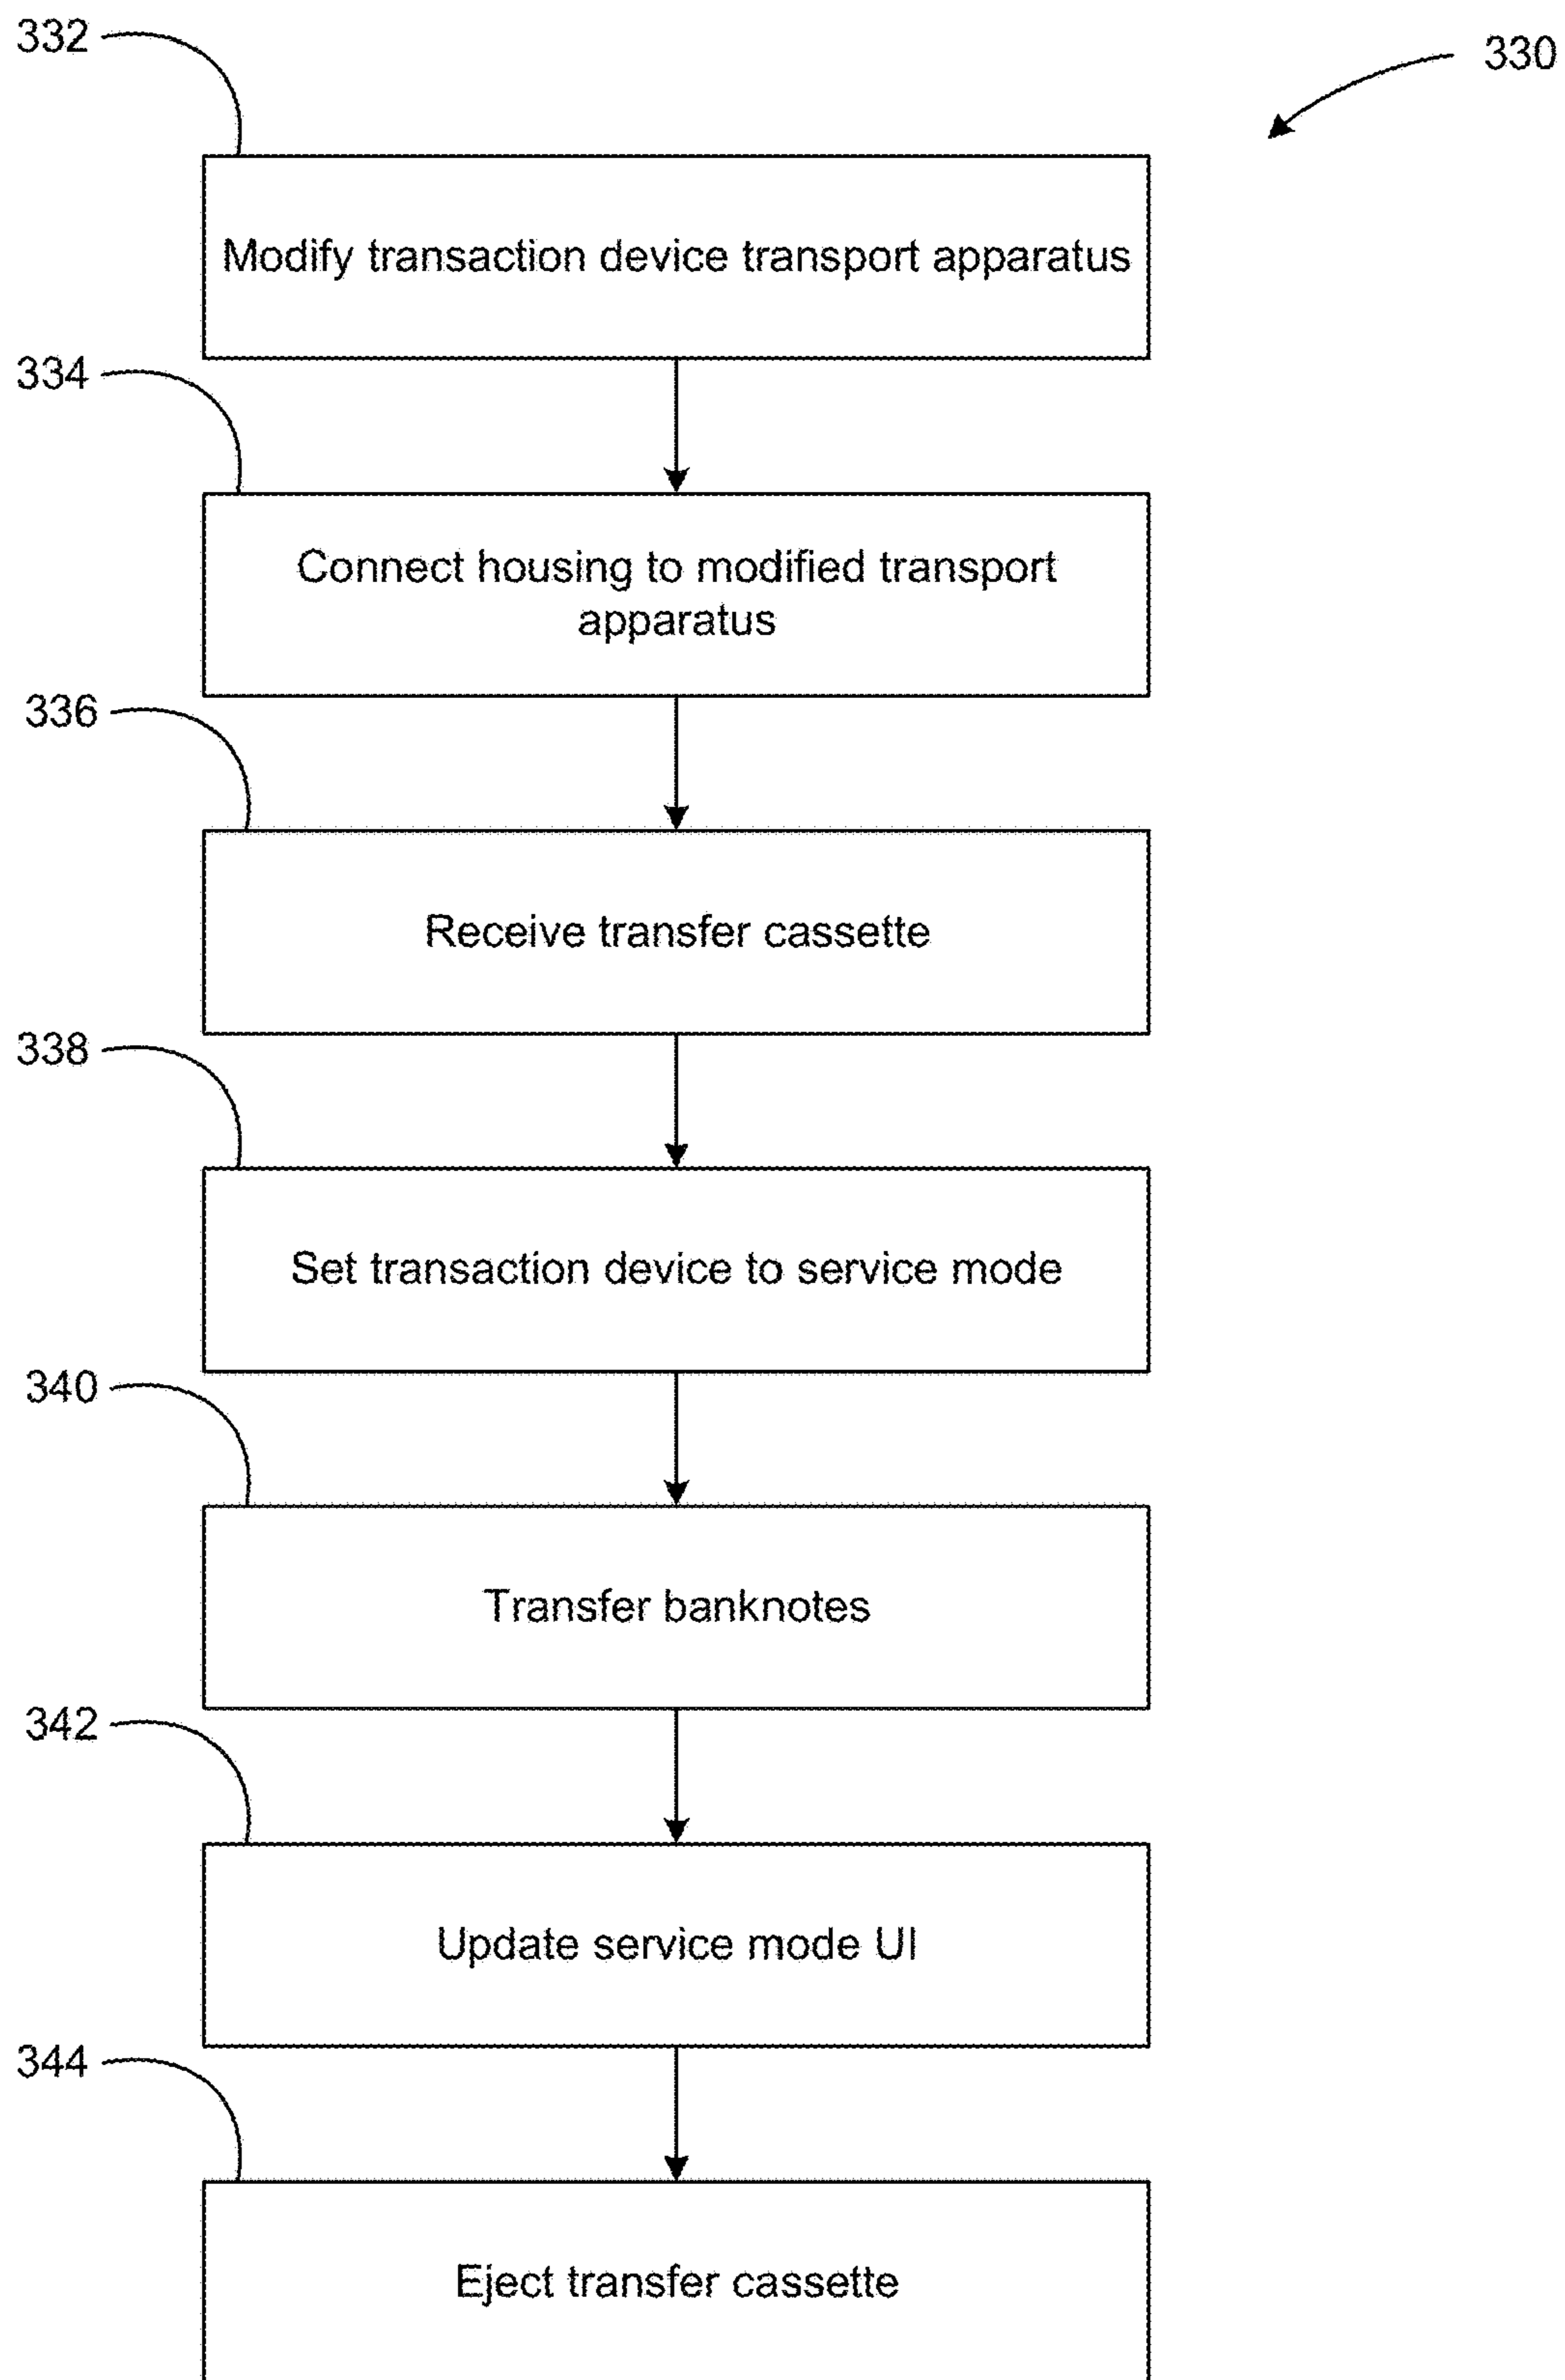 332
330
Modify transaction device transport apparatus
334
Connect housing to modified transport
apparatus
336
Receive transfer cassette
338
Set transaction device to service mode
340
Transfer banknotes
342
Update service mode UI
344
Eject transfer cassette